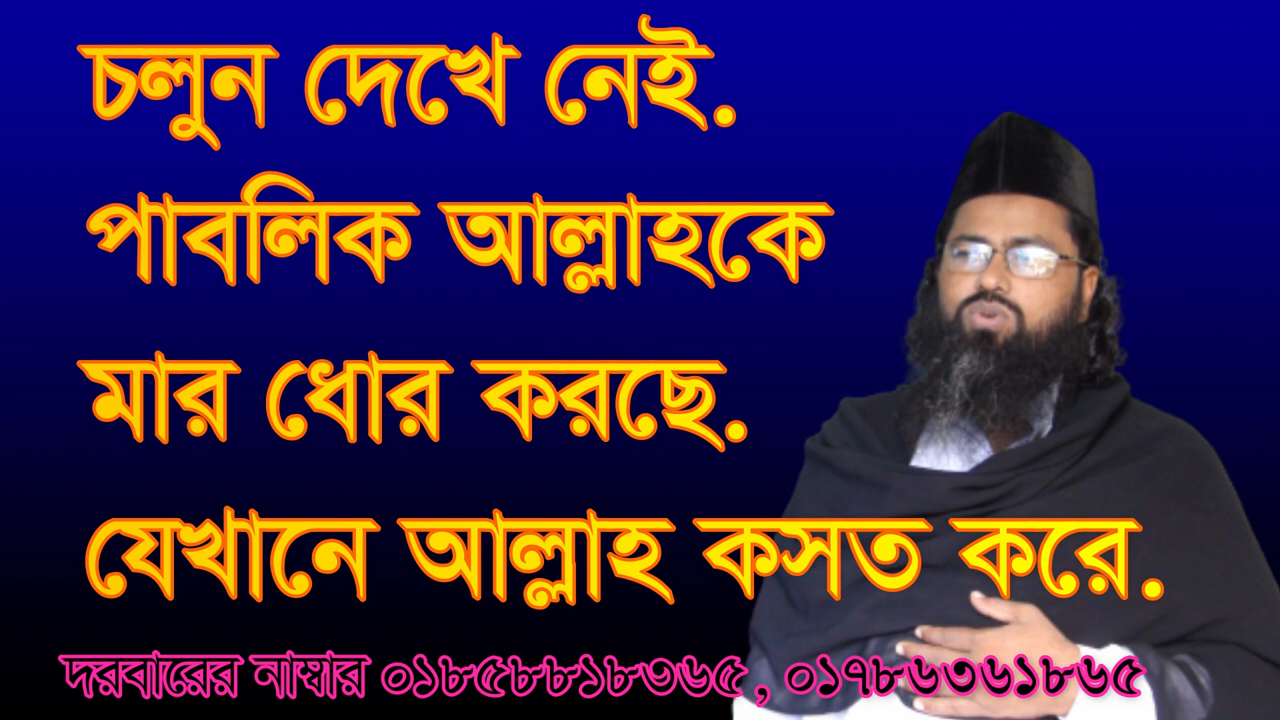 চলুন দেখে নেই.
পাবলিক আল্লাহকে
মার ধোর করছে.
যেখানে আল্লাহ কসত করে.
দরবারের নাম্বার ০১৮৫৮৮১৮৩৬৫, ০১৭৮৬৩৬১৮৬৫